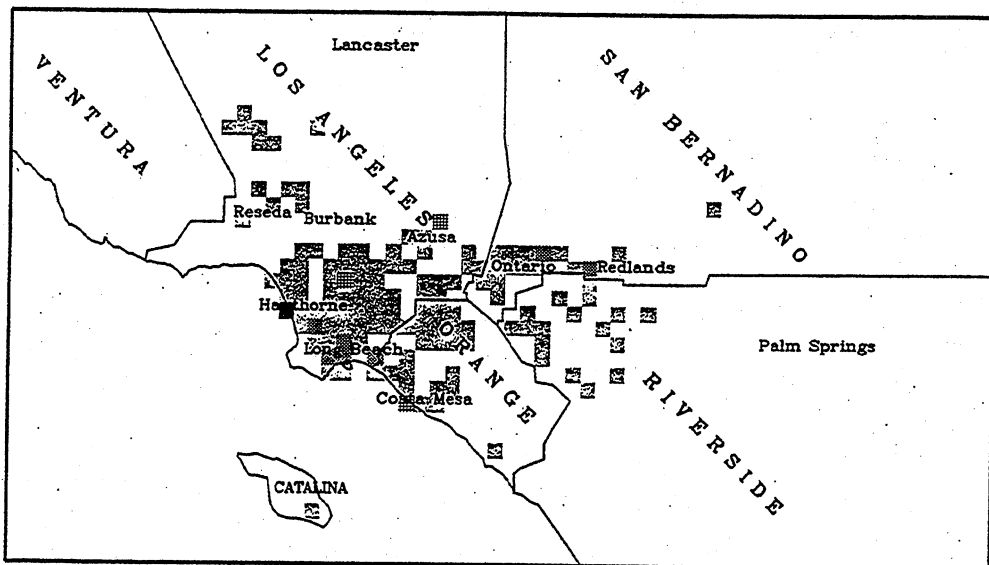 Lancaster
VENTURA
LOS ANGELES
SAN BERNADINO
Reseda
Burbank
Azusa
Ontario
Redlands
Hawthorne
Long Beach
ORANGE
Palm Springs
Costa Mesa
RIVERSIDE
CATALINA